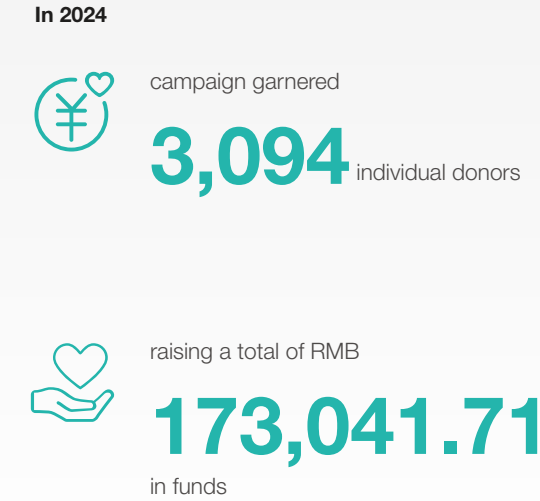 In 2024
campaign garnered
3,094 individual donors
raising a total of RMB
173,041.71
in funds